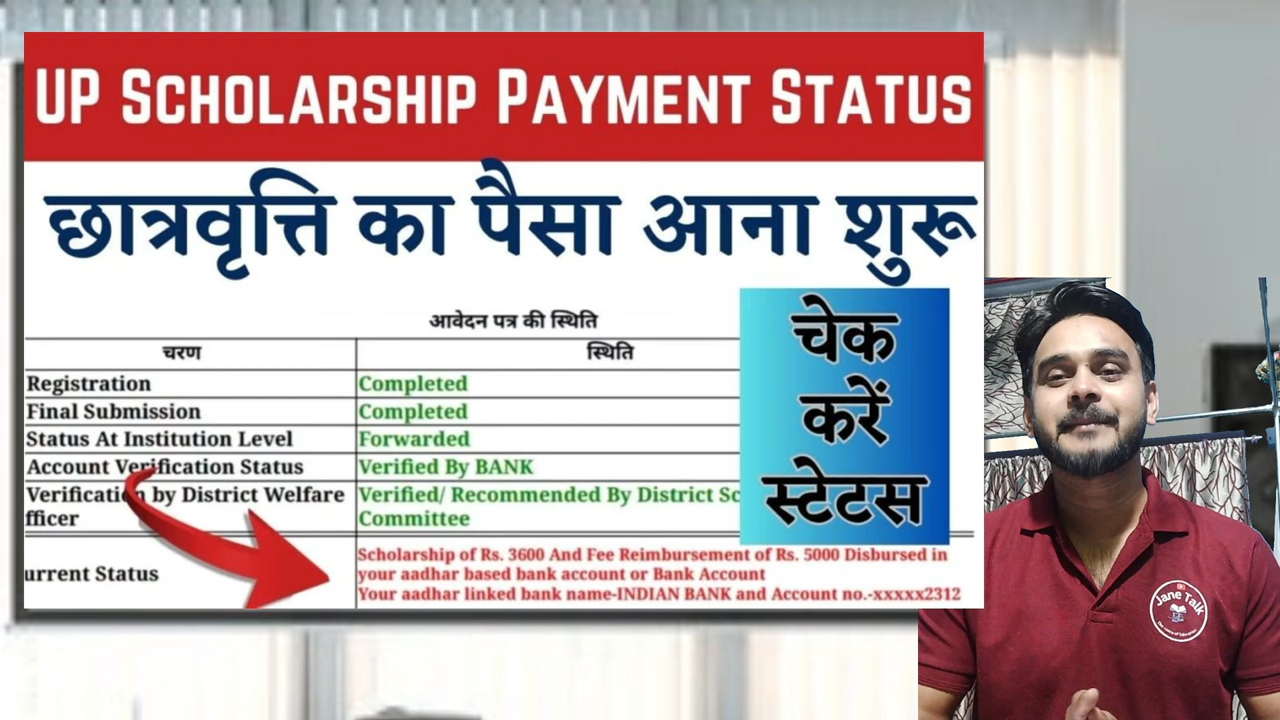 UP SCHOLARSHIP PAYMENT STATUS
छात्रवृत्ति का पैसा आना शुरू
आवेदन पत्र की स्थिति
चरण स्थिति
Registration Completed
Final Submission Completed
Status At Institution Level Forwarded
Account Verification Status Verified By BANK
Verification by District Welfare Verified/ Recommended By District Sc
fficer Committee
urrent Status
Scholarship of Rs. 3600 And Fee Reimbursement of Rs. 5000 Disbursed in
your aadhar based bank account or Bank Account
Your aadhar linked bank name-INDIAN BANK and Account no.-xxxxx2312
चेक
करें
स्टेटस
Jane Talk